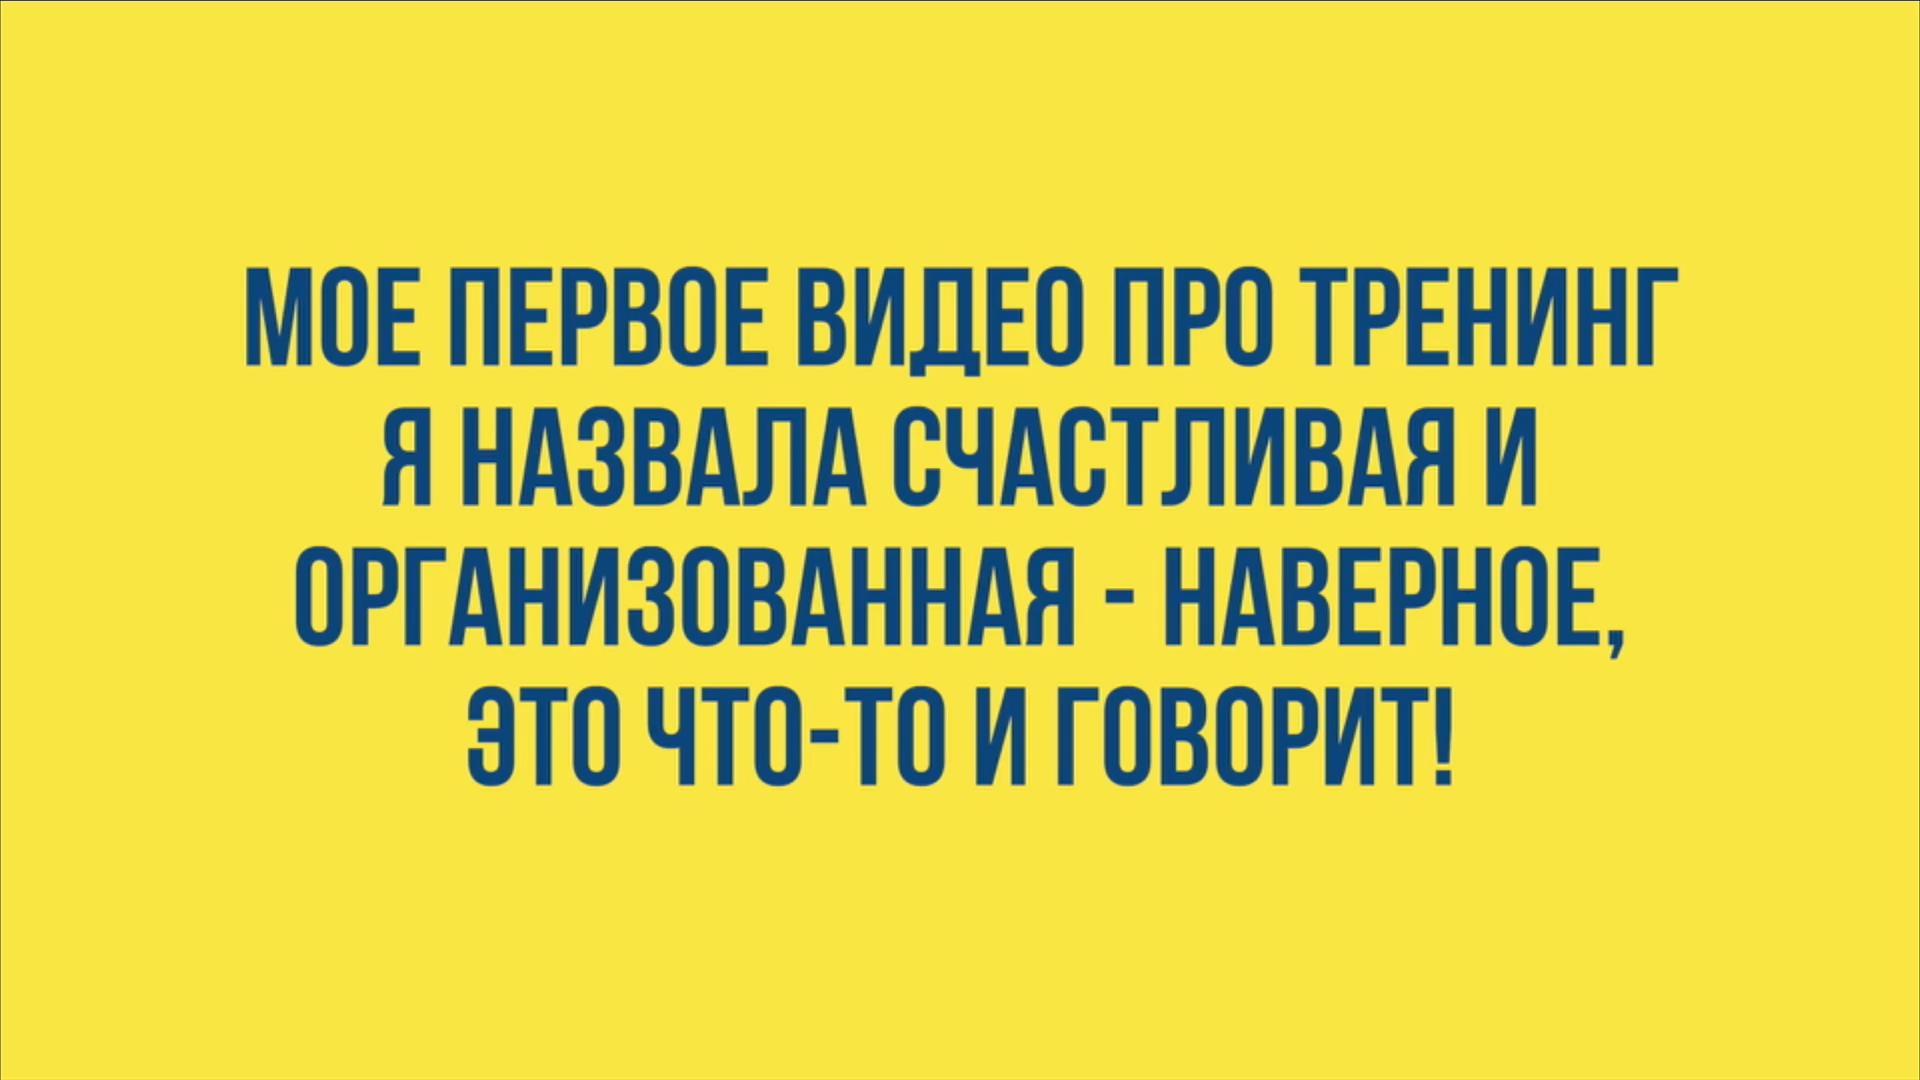 МОЕ ПЕРВОЕ ВИДЕО ПРО ТРЕНИНГ
Я НАЗВАЛА СЧАСТЛИВАЯ И
ОРГАНИЗОВАННАЯ - НАВЕРНОЕ,
ЭТО ЧТО-ТО И ГОВОРИТ!